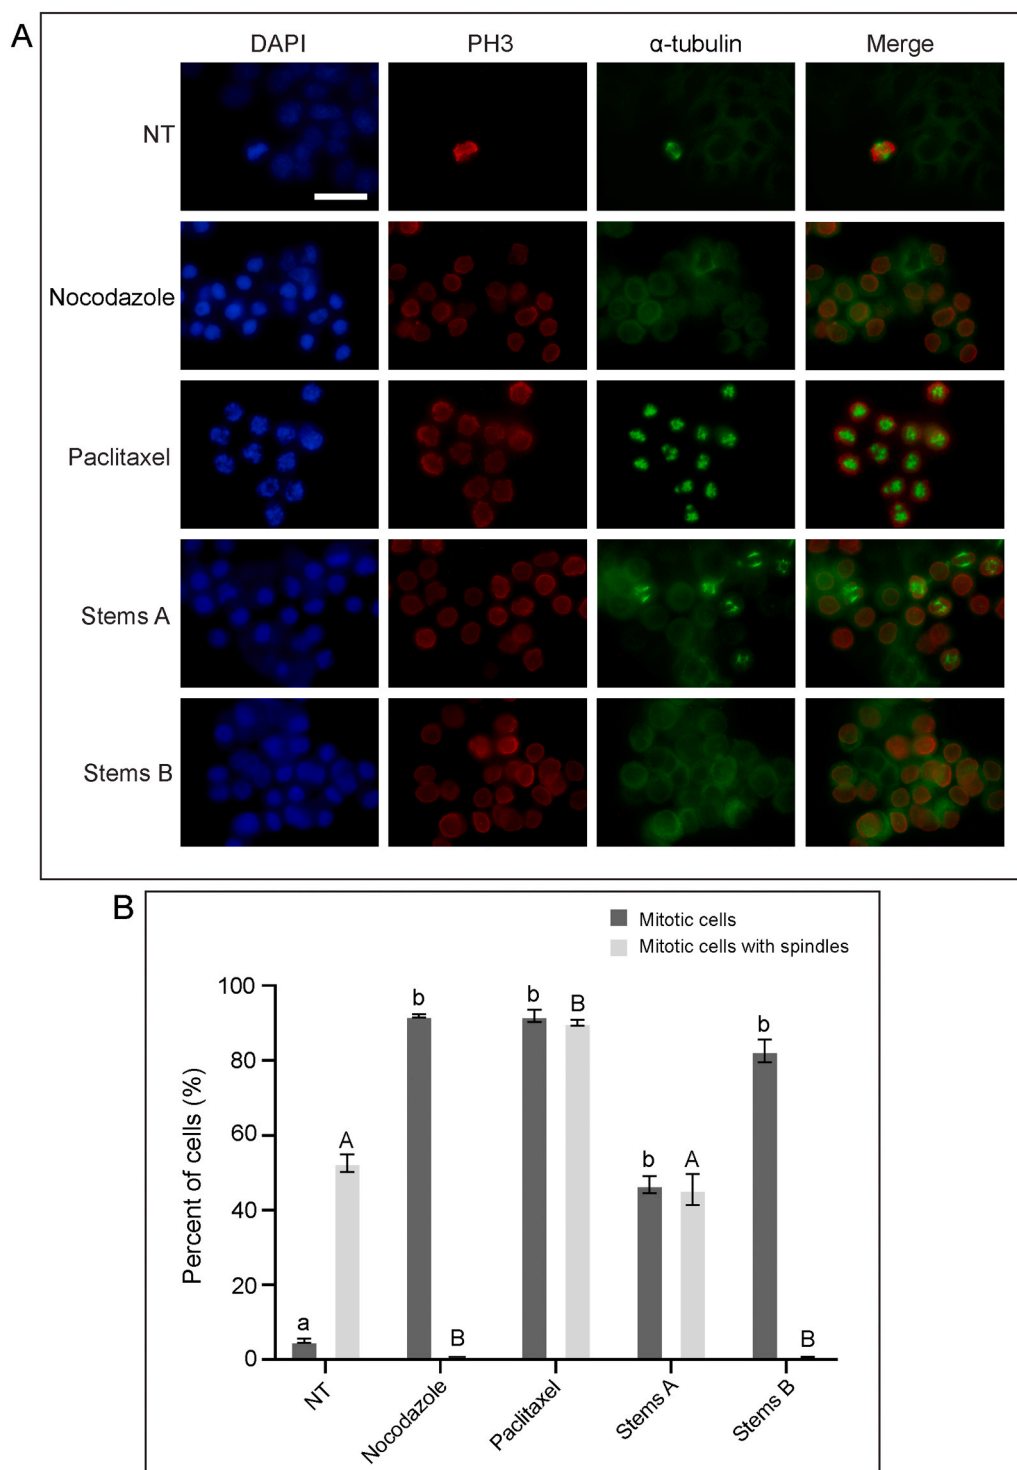 A
DAPI PH3 α-tubulin Merge
NT
Nocodazole
Paclitaxel
Stems A
Stems B
B
Mitotic cells
Mitotic cells with spindles
Percent of cells (%)
100
80
60
40
20
0
a A
b B
b B
b A
b B
NT Nocodazole Paclitaxel Stems A Stems B